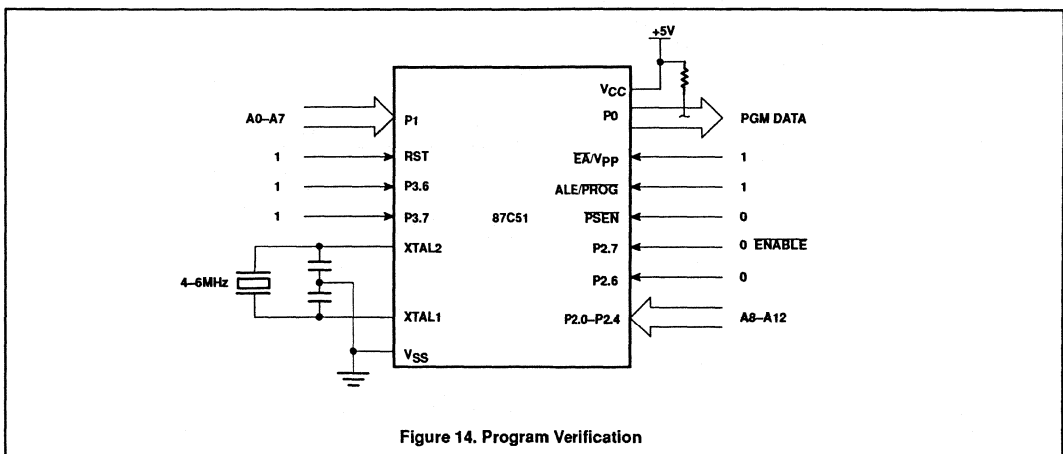 +5V
A0–A7
P1
VCC
P0
PGM DATA
1
RST
EA/VPP
1
1
P3.6
ALE/PROG
1
1
P3.7
87C51
PSEN
0
XTAL2
P2.7
0 ENABLE
4–6MHz
P2.6
0
XTAL1
P2.0–P2.4
A8–A12
VSS
Figure 14. Program Verification